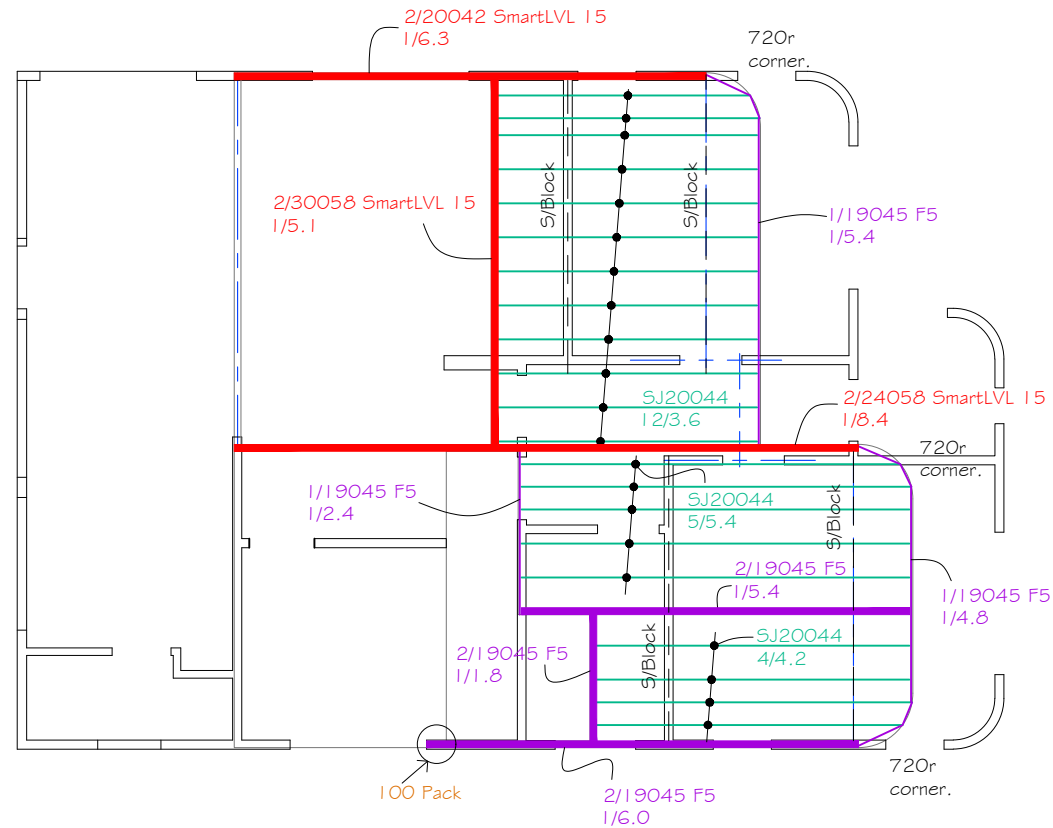 2/20042 SmartLVL 15
1/6.3
720r
corner.
S/Block
S/Block
2/30058 SmartLVL 15
1/5.1
1/19045 F5
1/5.4
SJ20044
12/3.6
2/24058 SmartLVL 15
1/8.4
720r
corner.
1/19045 F5
1/2.4
SJ20044
5/5.4
S/Block
2/19045 F5
1/5.4
1/19045 F5
1/4.8
2/19045 F5
1/1.8
S/Block
SJ20044
4/4.2
720r
corner.
100 Pack
2/19045 F5
1/6.0